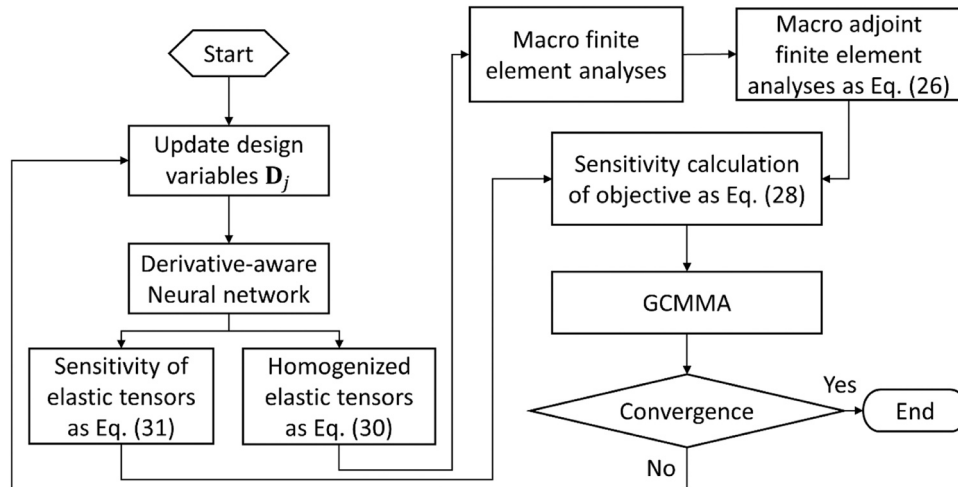 Start
Update design
variables D_j
Derivative-aware
Neural network
Sensitivity of
elastic tensors
as Eq. (31)
Homogenized
elastic tensors
as Eq. (30)
Macro finite
element analyses
Macro adjoint
finite element
analyses as Eq. (26)
Sensitivity calculation
of objective as Eq. (28)
GCMMA
Convergence
Yes
End
No